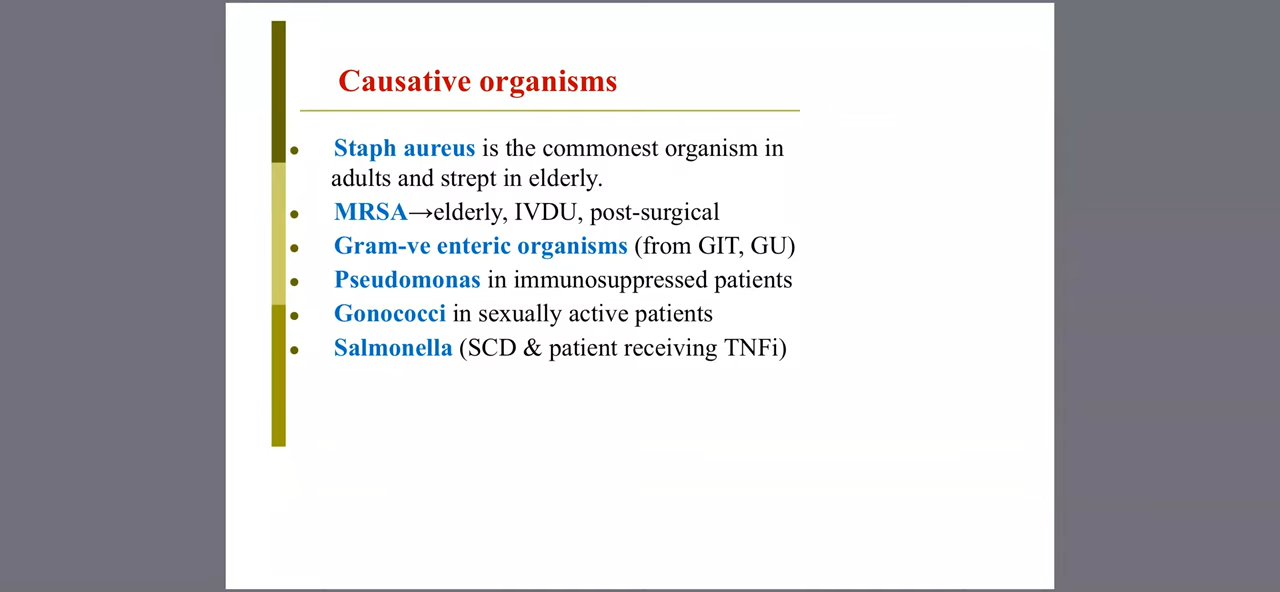 Causative organisms
• Staph aureus is the commonest organism in
adults and strept in elderly.
• MRSA→elderly, IVDU, post-surgical
• Gram-ve enteric organisms (from GIT, GU)
• Pseudomonas in immunosuppressed patients
• Gonococci in sexually active patients
• Salmonella (SCD & patient receiving TNFi)